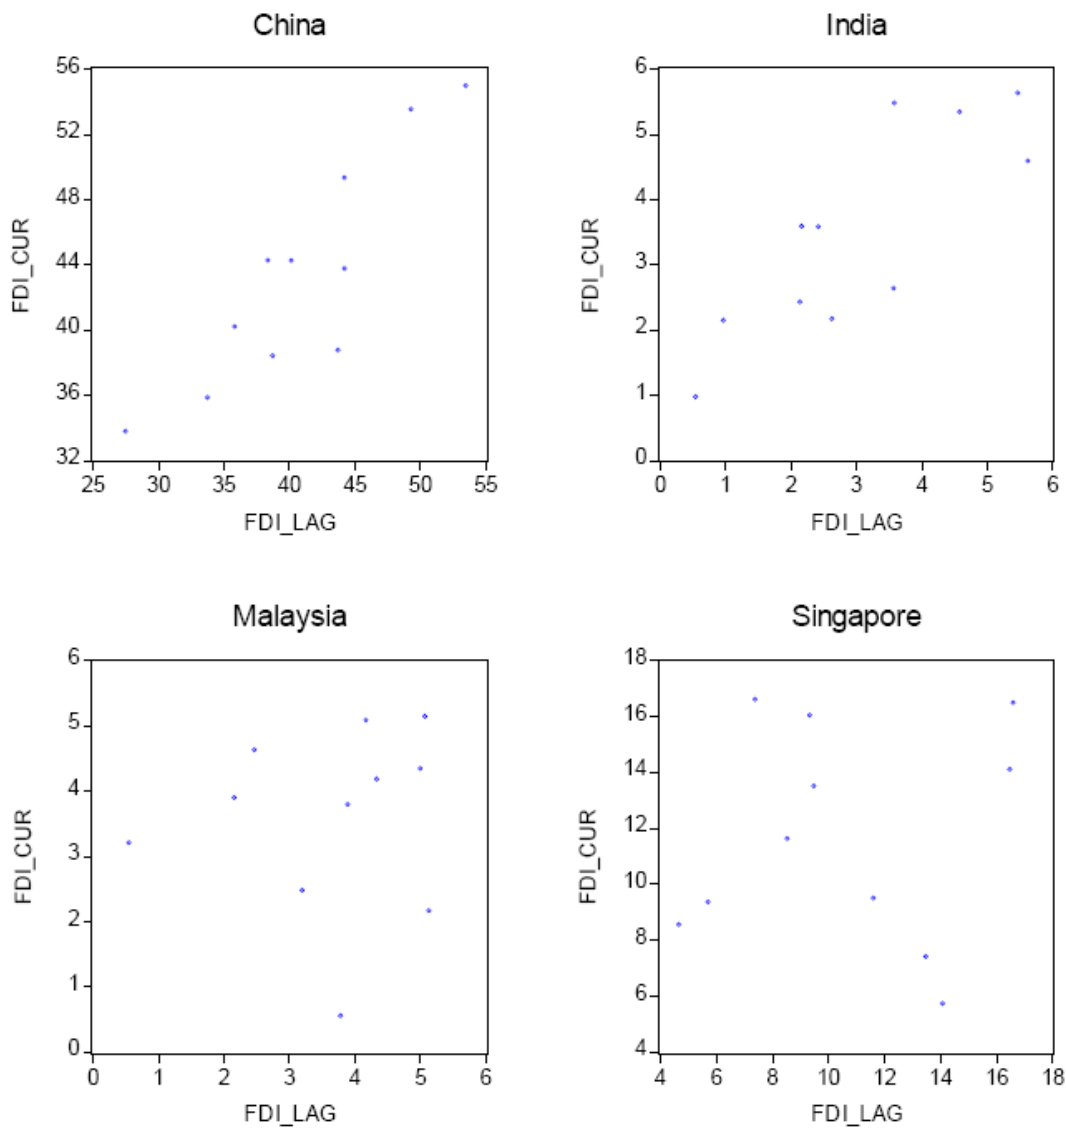 China
56
52
48
44
40
36
32
FDI_CUR
25 30 35 40 45 50 55
FDI_LAG
India
6
5
4
3
2
1
0
FDI_CUR
0 1 2 3 4 5 6
FDI_LAG
Malaysia
6
5
4
3
2
1
0
FDI_CUR
0 1 2 3 4 5 6
FDI_LAG
Singapore
18
16
14
12
10
8
6
4
FDI_CUR
4 6 8 10 12 14 16 18
FDI_LAG